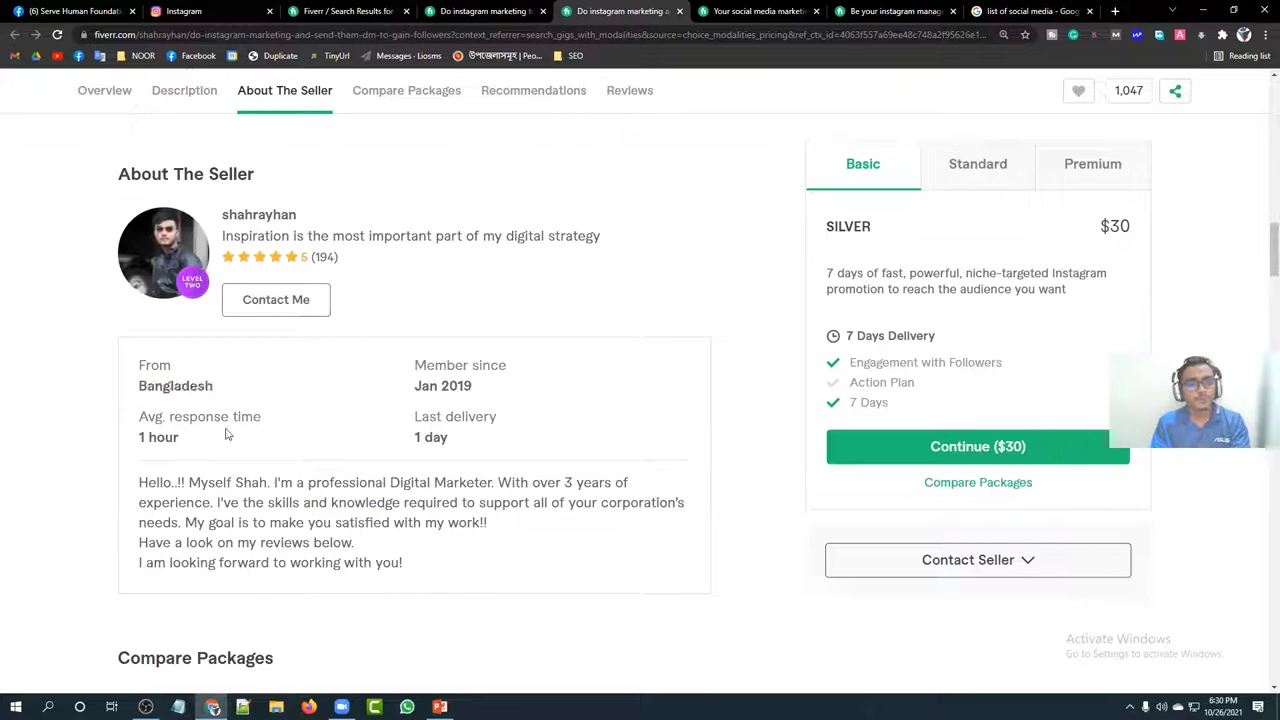 (6) Serve Human Founda
Instagram
Fiverr / Search Results for
Do instagram marketing
Do instagram marketing a
Your social media marketin
Be your instagram manage
list of social media - Goog
fiverr.com/shahrayhan/do-instagram-marketing-and-send-them-dm-to-gain-followers?context_referrer=search_gigs_with_modalities&source=choice_modalities_pricing&ref_ctx_id=4063f557a69ee48c748a2f95626e1...
NOOR
Facebook
Dropbox
TinyUrl
Messages - Liosms
SEO
Reading list
Overview
Description
About The Seller
Compare Packages
Recommendations
Reviews
1,047
About The Seller
shahrayhan
Inspiration is the most important part of my digital strategy
5 (194)
LEVEL
TWO
Contact Me
From
Bangladesh
Member since
Jan 2019
Avg. response time
1 hour
Last delivery
1 day
Hello..!! Myself Shah. I'm a professional Digital Marketer. With over 3 years of
experience. I've the skills and knowledge required to support all of your corporation's
needs. My goal is to make you satisfied with my work!!
Have a look on my reviews below.
I am looking forward to working with you!
Compare Packages
Basic
Standard
Premium
SILVER
$30
7 days of fast, powerful, niche-targeted Instagram
promotion to reach the audience you want
7 Days Delivery
Engagement with Followers
Action Plan
7 Days
Continue ($30)
Compare Packages
Contact Seller
ASUS
Activate Windows
Go to Settings to activate Windows.
6:30 PM
10/26/2021